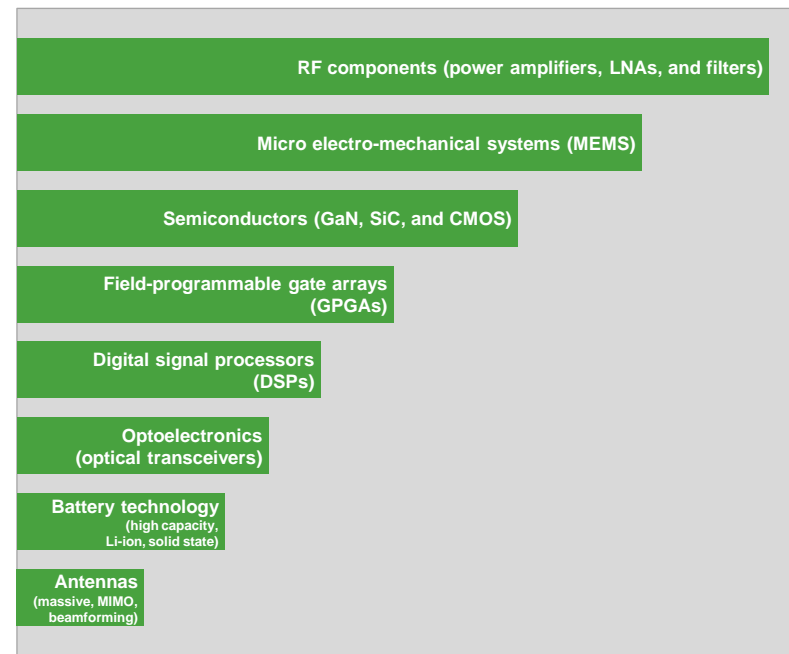 RF components (power amplifiers, LNAs, and filters)
Micro electro-mechanical systems (MEMS)
Semiconductors (GaN, SiC, and CMOS)
Field-programmable gate arrays
(GPGAs)
Digital signal processors
(DSPs)
Optoelectronics
(optical transceivers)
Battery technology
(high capacity,
Li-ion, solid state)
Antennas
(massive, MIMO,
beamforming)